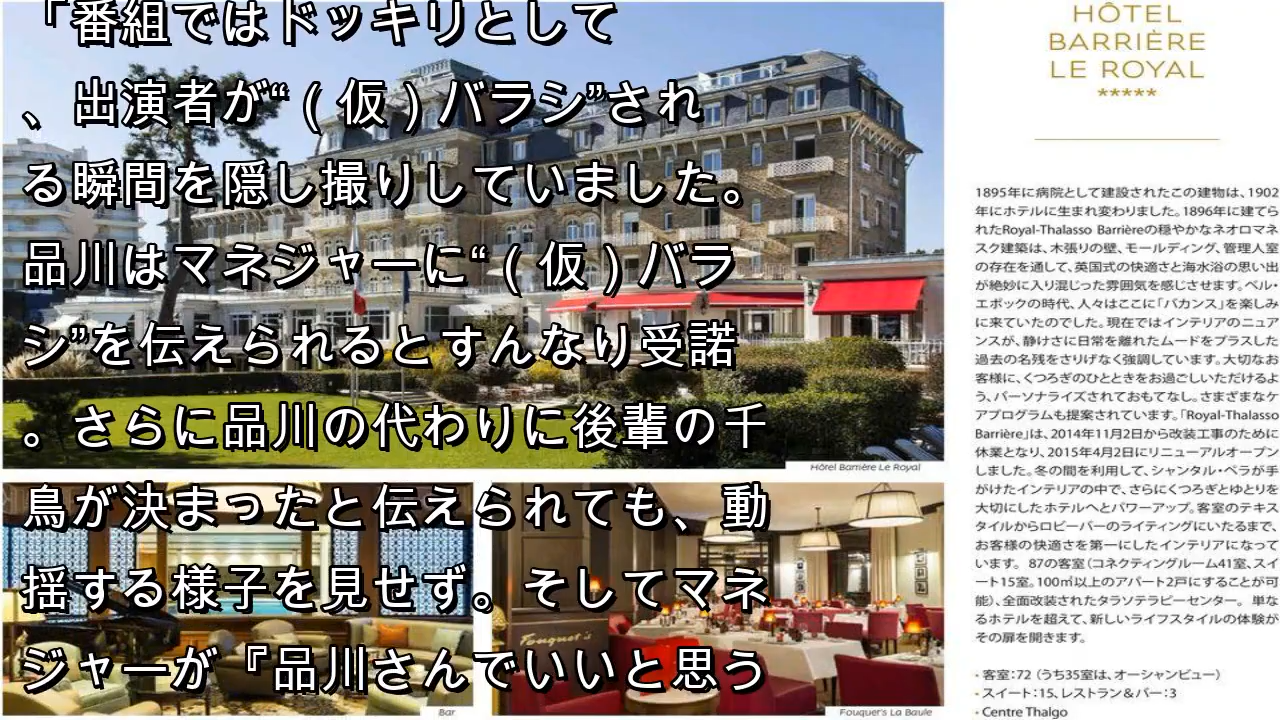 「番組ではドッキリとして
、出演者が“(仮)バラシ”され
る瞬間を隠し撮りしていました。
品川はマネジャーに“(仮)バラ
シ”を伝えられるとすんなり受諾
。さらに品川の代わりに後輩の千
鳥が決まったと伝えられても、動
揺する様子を見せず。そしてマネ
ジャーが『品川さんでいいと思う
Hôtel Barrière Le Royal
Fouquet's
Bar
Fouquet's La Baule
HÔTEL
BARRIÈRE
LE ROYAL
*****
1895年に病院として建設されたこの建物は、1902
年にホテルに生まれ変わりました。1896年に建てら
れたRoyal-Thalasso Barrièreの穏やかなネオロマネ
スク建築は、木張りの壁、モールディング、管理人室
の存在を通して、英国式の快適さと海水浴の思い出
が絶妙に入り混じった雰囲気を感じさせます。ベル・
エポックの時代、人々はここに「バカンス」を楽しみ
に来ていたのでした。現在ではインテリアのニュア
ンスが、静けさに日常を離れたムードをプラスした
過去の名残をさりげなく強調しています。大切なお
客様に、くつろぎのひとときをお過ごしいただけるよ
う、パーソナライズされておもてなし。さまざまなケ
アプログラムも提案されています。「Royal-Thalasso
Barrière」は、2014年11月2日から改装工事のために
休業となり、2015年4月2日にリニューアルオープン
しました。冬の間を利用して、シャンタル・ペラが手
がけたインテリアの中で、さらにくつろぎとゆとりを
大切にしたホテルへとパワーアップ。客室のテキス
タイルからロビーバーのライティングにいたるまで、
お客様の快適さを第一にしたインテリアになって
います。 87の客室（コネクティングルーム41室、スイ
ート15室。100㎡以上のアパート2戸にすることが可
能）、全面改装されたタラソテラピーセンター。 単な
るホテルを超えて、新しいライフスタイルの体験が
その扉を開きます。
・客室：72（うち35室は、オーシャンビュー）
・スイート：15、レストラン＆バー：3
・Centre Thalgo